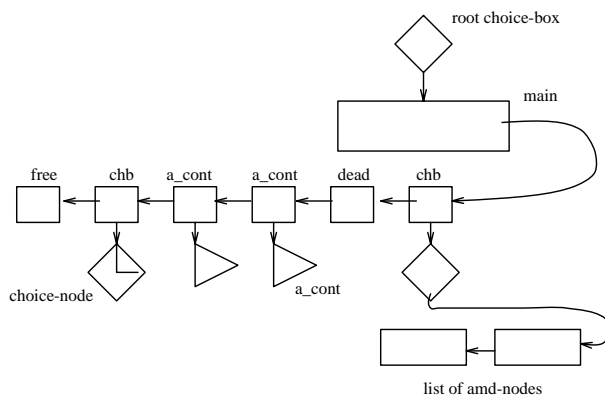 root choice-box
main
free
chb
a_cont
a_cont
dead
chb
choice-node
a_cont
list of amd-nodes